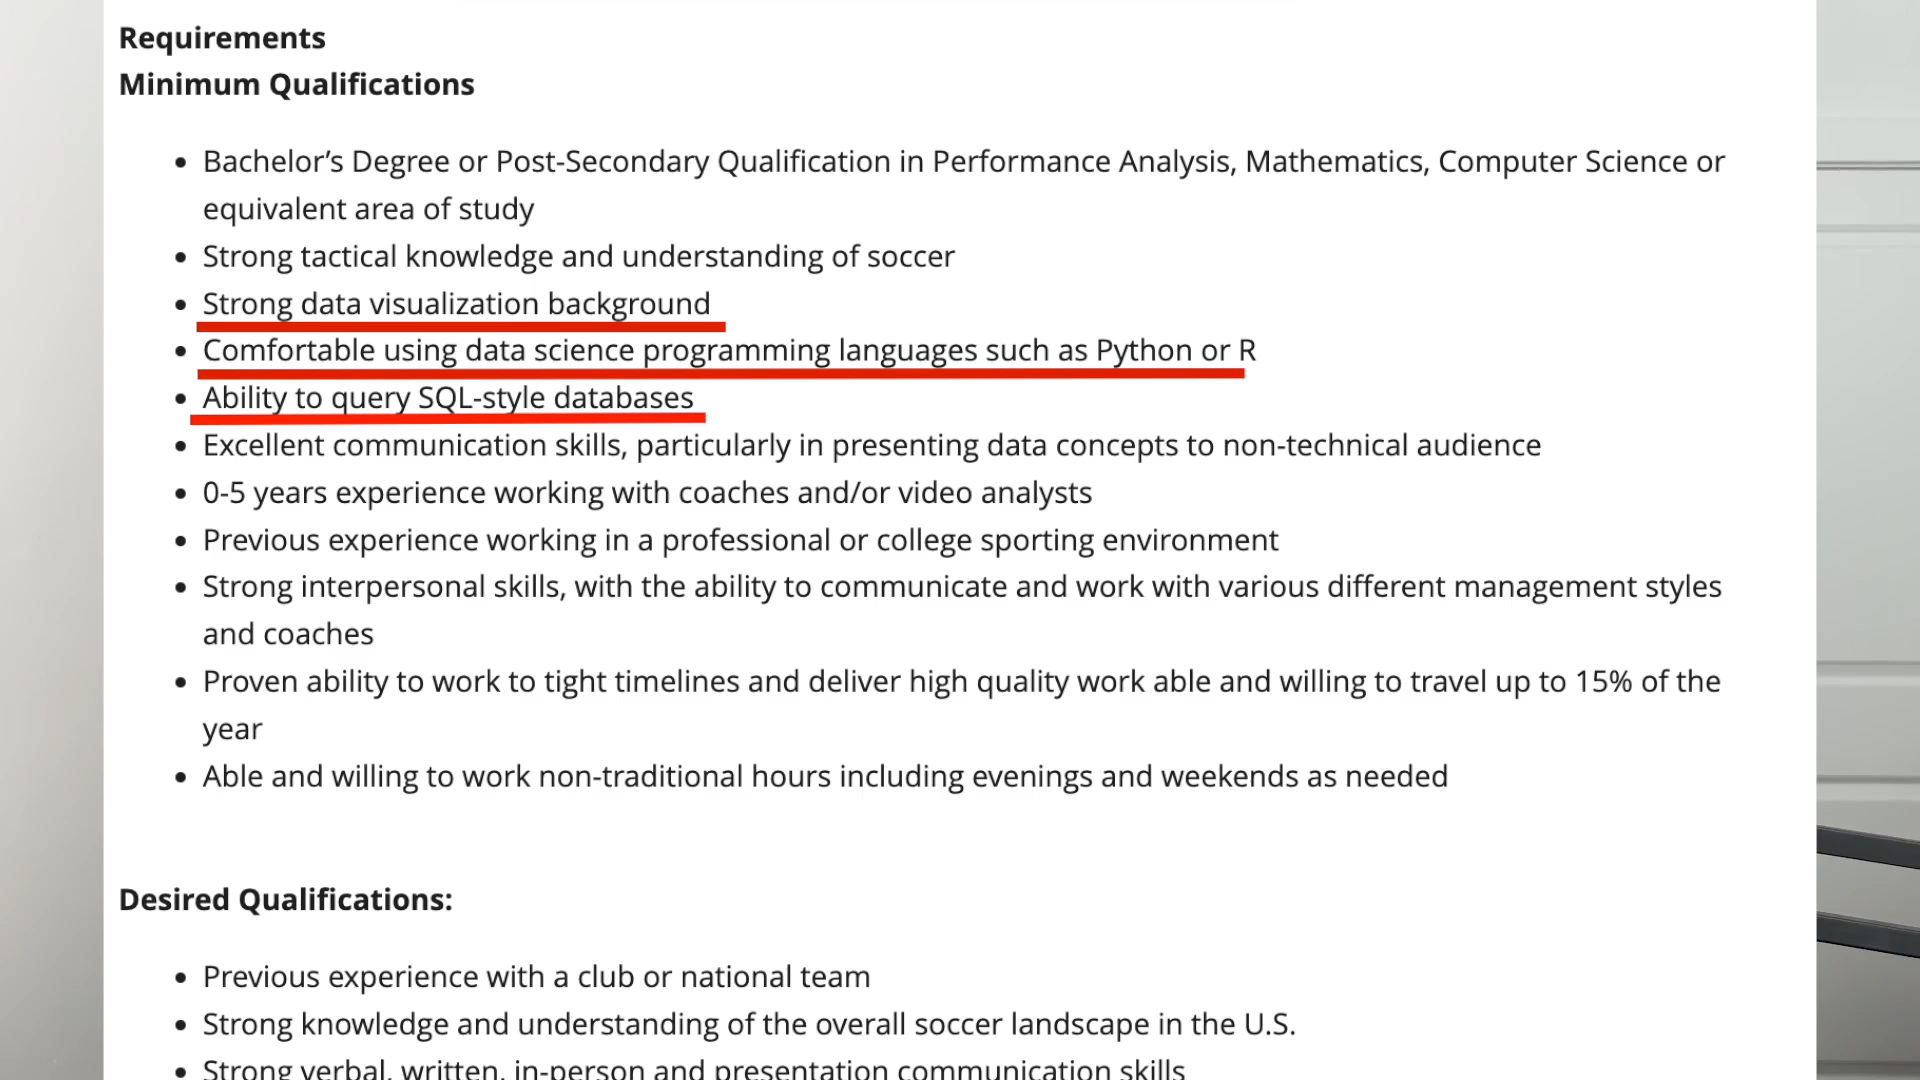 Requirements
Minimum Qualifications
• Bachelor’s Degree or Post-Secondary Qualification in Performance Analysis, Mathematics, Computer Science or
equivalent area of study
• Strong tactical knowledge and understanding of soccer
• Strong data visualization background
• Comfortable using data science programming languages such as Python or R
• Ability to query SQL-style databases
• Excellent communication skills, particularly in presenting data concepts to non-technical audience
• 0-5 years experience working with coaches and/or video analysts
• Previous experience working in a professional or college sporting environment
• Strong interpersonal skills, with the ability to communicate and work with various different management styles
and coaches
• Proven ability to work to tight timelines and deliver high quality work able and willing to travel up to 15% of the
year
• Able and willing to work non-traditional hours including evenings and weekends as needed
Desired Qualifications:
• Previous experience with a club or national team
• Strong knowledge and understanding of the overall soccer landscape in the U.S.
• Strong verbal, written, in-person and presentation communication skills